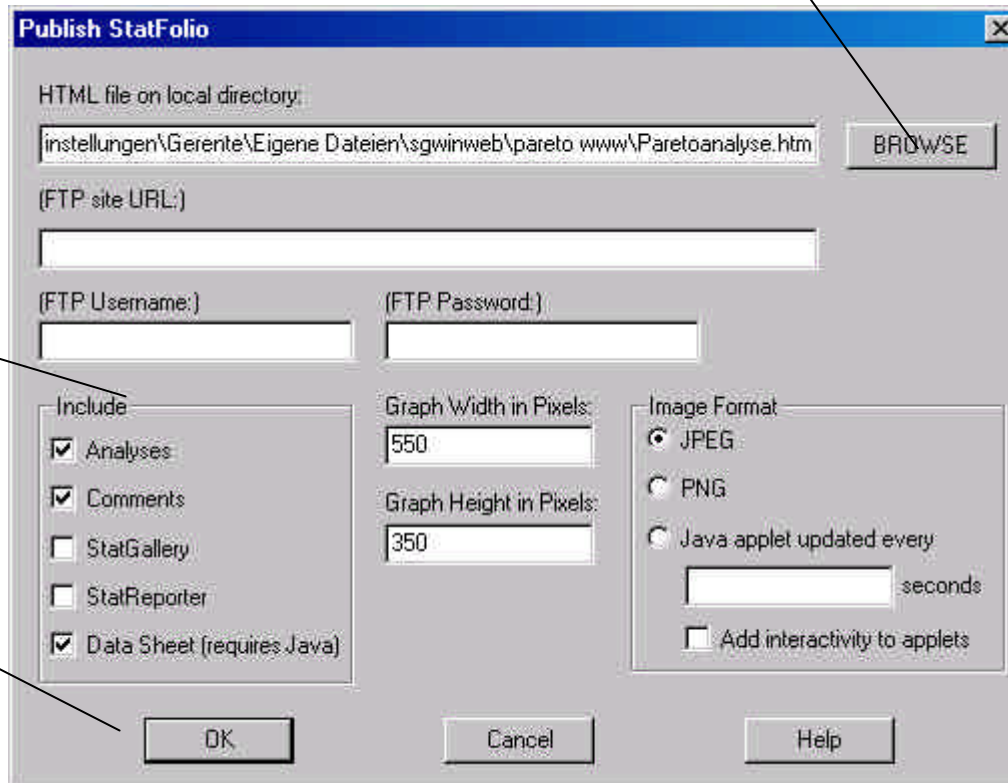 Publish StatFolio
HTML file on local directory:
instellungen\Gerente\Eigene Dateien\sgwinweb\pareto www\Paretoanalyse.htm
BROWSE
(FTP site URL:)
(FTP Username:)
(FTP Password:)
Include
Analyses
Comments
StatGallery
StatReporter
Data Sheet (requires Java)
Graph Width in Pixels:
550
Graph Height in Pixels:
350
Image Format
JPEG
PNG
Java applet updated every
seconds
Add interactivity to applets
OK
Cancel
Help